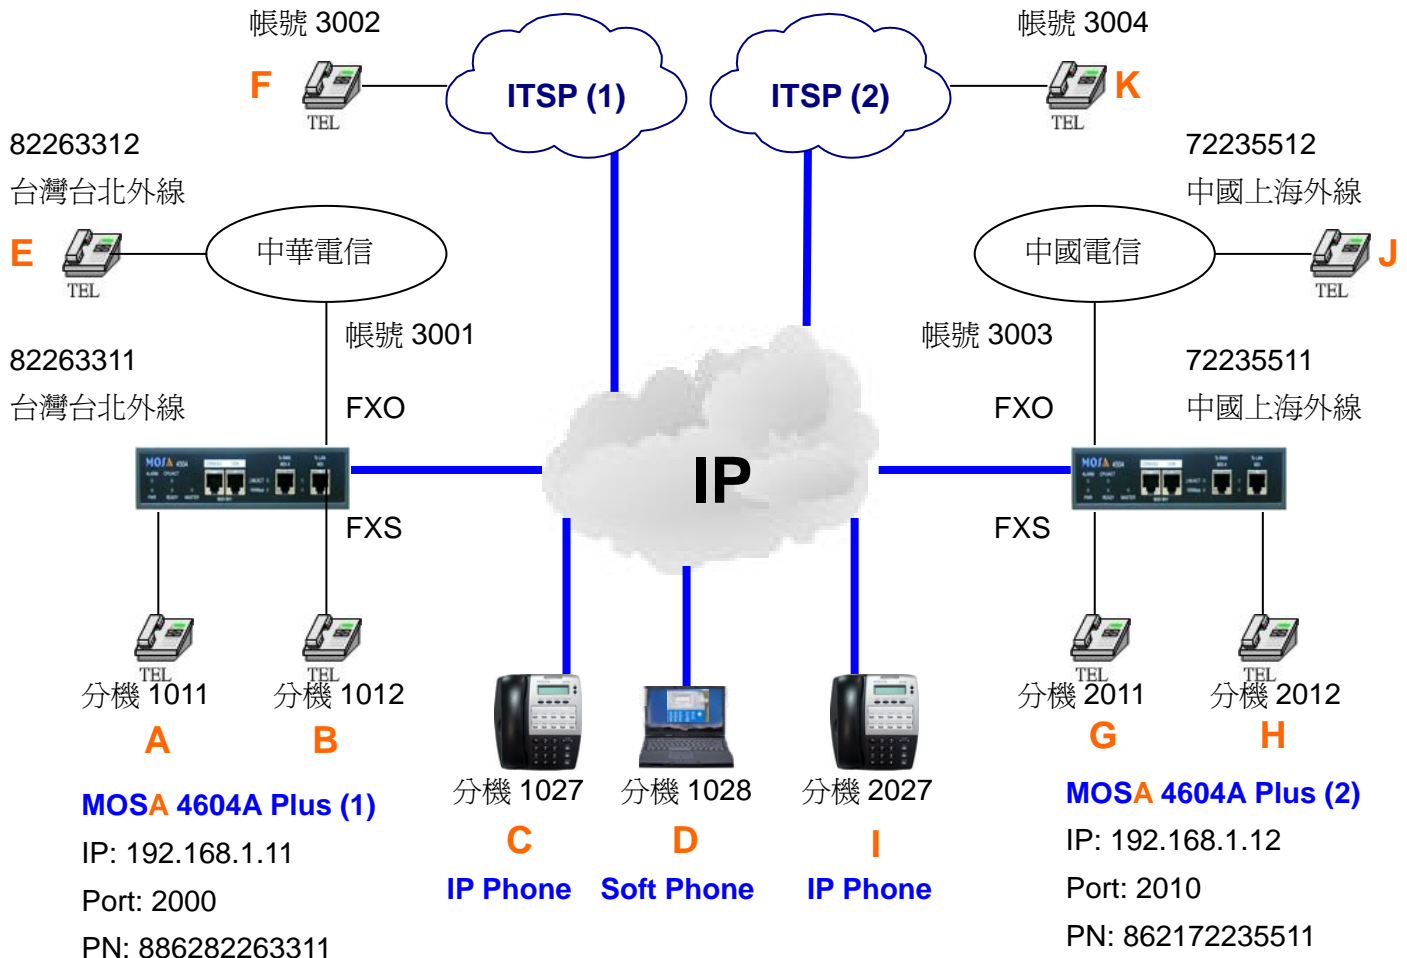 帳號 3002
帳號 3004
F
ITSP (1)
ITSP (2)
K
TEL
TEL
82263312
台灣台北外線
72235512
中國上海外線
E
中華電信
中國電信
J
TEL
TEL
帳號 3001
帳號 3003
82263311
台灣台北外線
72235511
中國上海外線
FXO
FXO
MOSA 4504
IP
MOSA 4504
FXS
FXS
TEL
TEL
TEL
TEL
分機 1011
分機 1012
分機 2011
分機 2012
A
B
G
H
分機 1027
分機 1028
分機 2027
C
D
I
IP Phone
Soft Phone
IP Phone
MOSA 4604A Plus (1)
IP: 192.168.1.11
Port: 2000
PN: 886282263311
MOSA 4604A Plus (2)
IP: 192.168.1.12
Port: 2010
PN: 862172235511